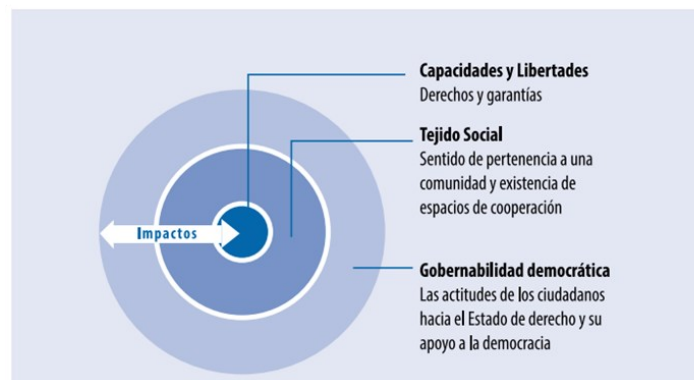 Capacidades y Libertades
Derechos y garantías
Tejido Social
Sentido de pertenencia a una
comunidad y existencia de
espacios de cooperación
Impactos
Gobernabilidad democrática
Las actitudes de los ciudadanos
hacia el Estado de derecho y su
apoyo a la democracia